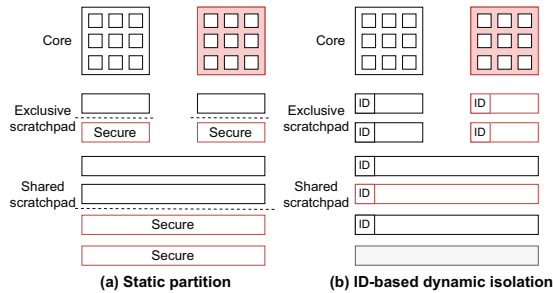 Core
Exclusive
scratchpad
Secure
Secure
Shared
scratchpad
Secure
Secure
(a) Static partition
Core
Exclusive
scratchpad
ID
ID
ID
ID
Shared
scratchpad
ID
ID
ID
(b) ID-based dynamic isolation